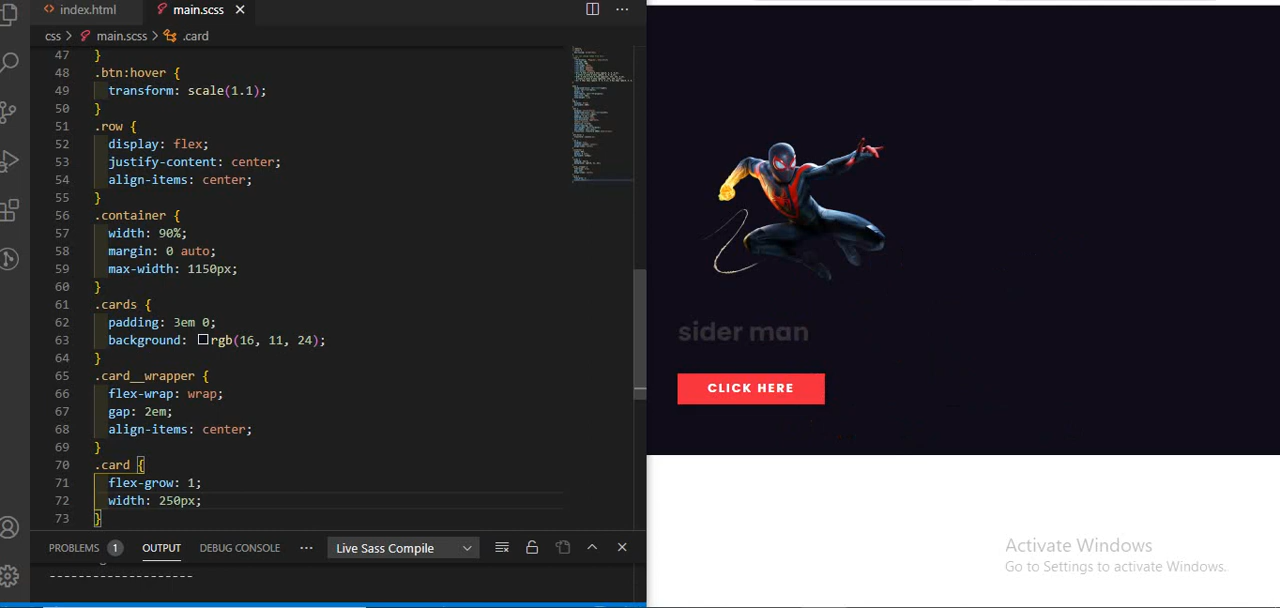 index.html
main.scss
css > main.scss > .card
47 }
48 .btn:hover {
49 transform: scale(1.1);
50 }
51 .row {
52 display: flex;
53 justify-content: center;
54 align-items: center;
55 }
56 .container {
57 width: 90%;
58 margin: 0 auto;
59 max-width: 1150px;
60 }
61 .cards {
62 padding: 3em 0;
63 background: rgb(16, 11, 24);
64 }
65 .card__wrapper {
66 flex-wrap: wrap;
67 gap: 2em;
68 align-items: center;
69 }
70 .card {
71 flex-grow: 1;
72 width: 250px;
73 }
PROBLEMS 1 OUTPUT DEBUG CONSOLE ... Live Sass Compile
--------------------
sider man
CLICK HERE
Activate Windows
Go to Settings to activate Windows.